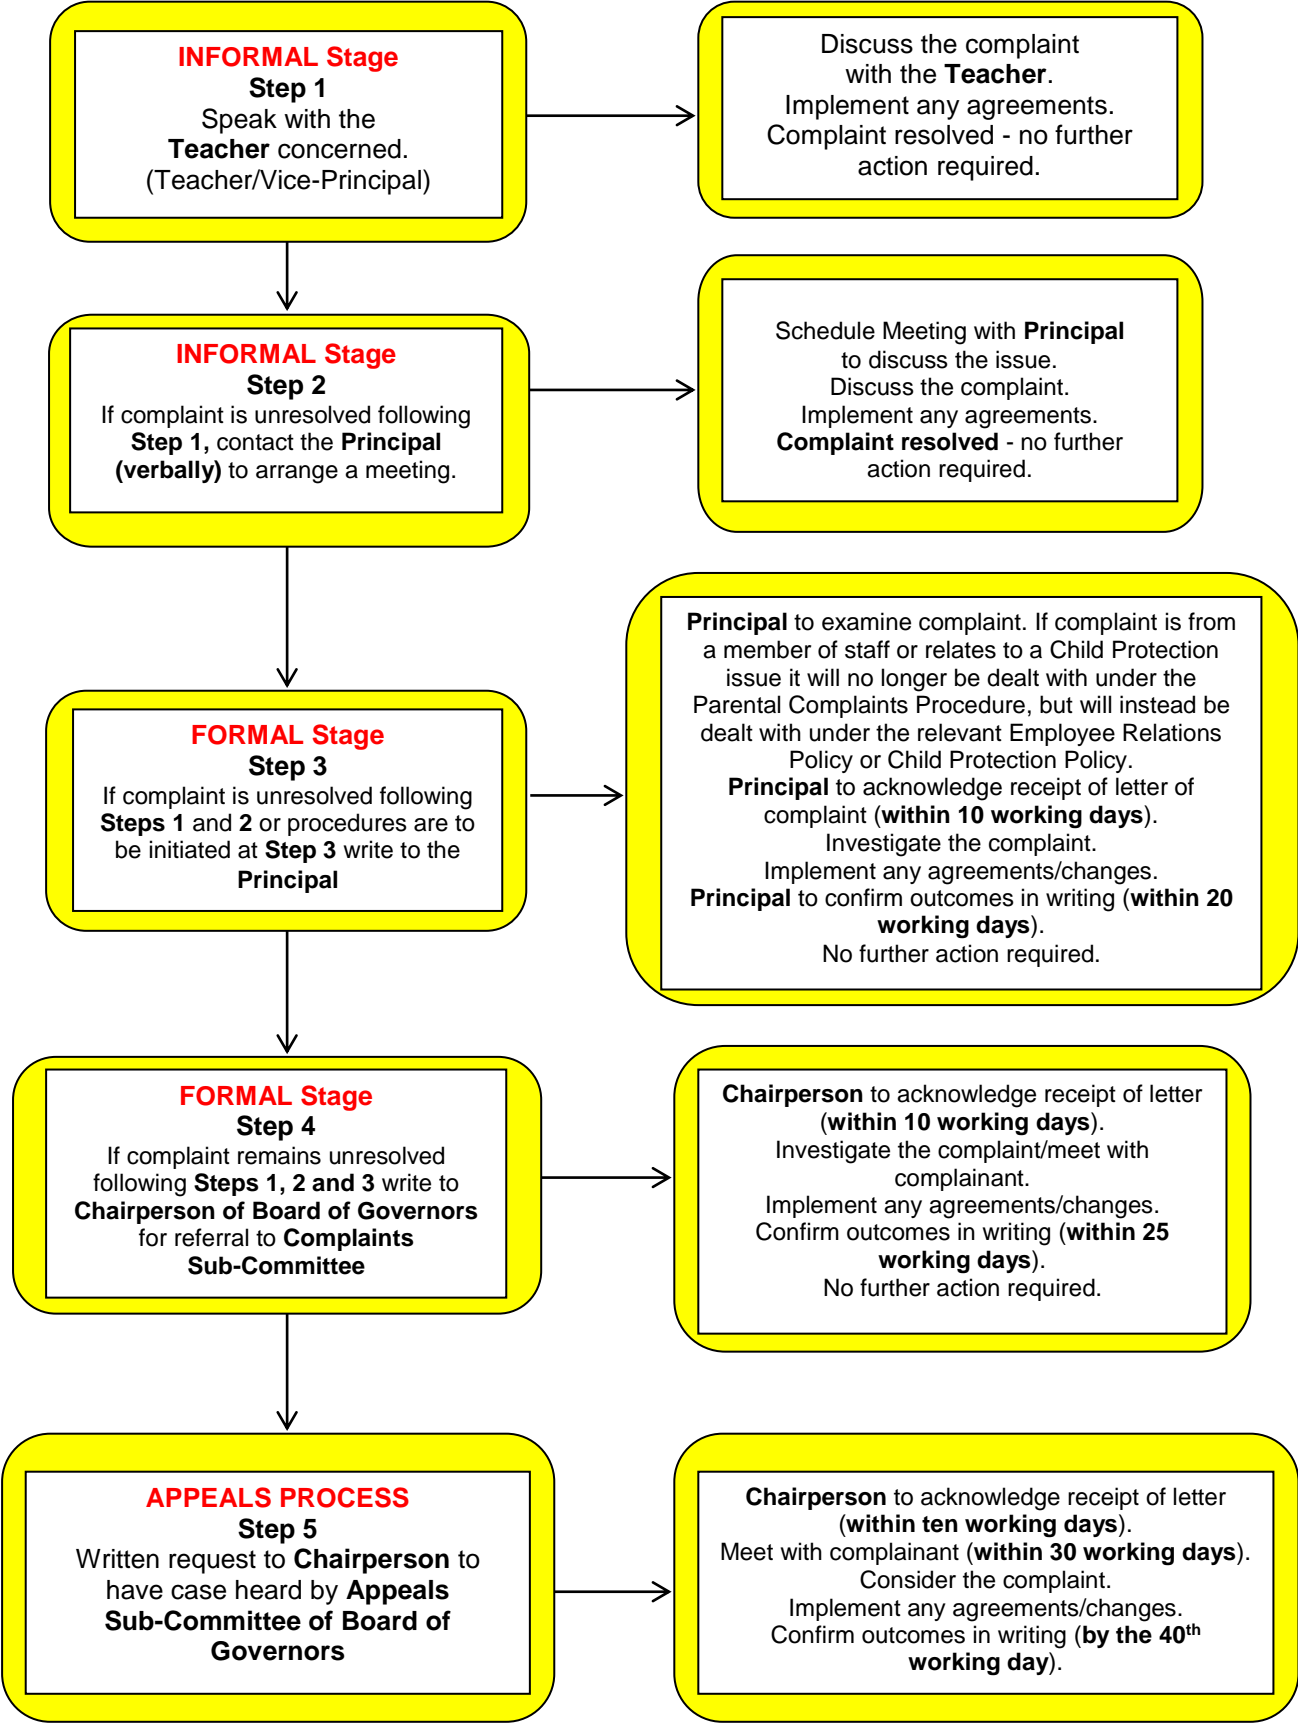 INFORMAL Stage
Step 1
Speak with the
Teacher concerned.
(Teacher/Vice-Principal)
Discuss the complaint
with the Teacher.
Implement any agreements.
Complaint resolved - no further
action required.
INFORMAL Stage
Step 2
If complaint is unresolved following
Step 1, contact the Principal
(verbally) to arrange a meeting.
Schedule Meeting with Principal
to discuss the issue.
Discuss the complaint.
Implement any agreements.
Complaint resolved - no further
action required.
FORMAL Stage
Step 3
If complaint is unresolved following
Steps 1 and 2 or procedures are to
be initiated at Step 3 write to the
Principal
Principal to examine complaint. If complaint is from
a member of staff or relates to a Child Protection
issue it will no longer be dealt with under the
Parental Complaints Procedure, but will instead be
dealt with under the relevant Employee Relations
Policy or Child Protection Policy.
Principal to acknowledge receipt of letter of
complaint (within 10 working days).
Investigate the complaint.
Implement any agreements/changes.
Principal to confirm outcomes in writing (within 20
working days).
No further action required.
FORMAL Stage
Step 4
If complaint remains unresolved
following Steps 1, 2 and 3 write to
Chairperson of Board of Governors
for referral to Complaints
Sub-Committee
Chairperson to acknowledge receipt of letter
(within 10 working days).
Investigate the complaint/meet with
complainant.
Implement any agreements/changes.
Confirm outcomes in writing (within 25
working days).
No further action required.
APPEALS PROCESS
Step 5
Written request to Chairperson to
have case heard by Appeals
Sub-Committee of Board of
Governors
Chairperson to acknowledge receipt of letter
(within ten working days).
Meet with complainant (within 30 working days).
Consider the complaint.
Implement any agreements/changes.
Confirm outcomes in writing (by the 40th
working day).